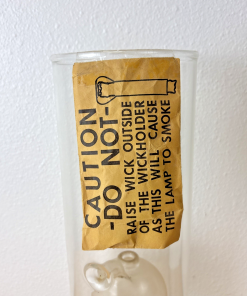 CAUTION
-DO NOT-
RAISE WICK OUTSIDE
OF THE WICKHOLDER
AS THIS WILL CAUSE
THE LAMP TO SMOKE